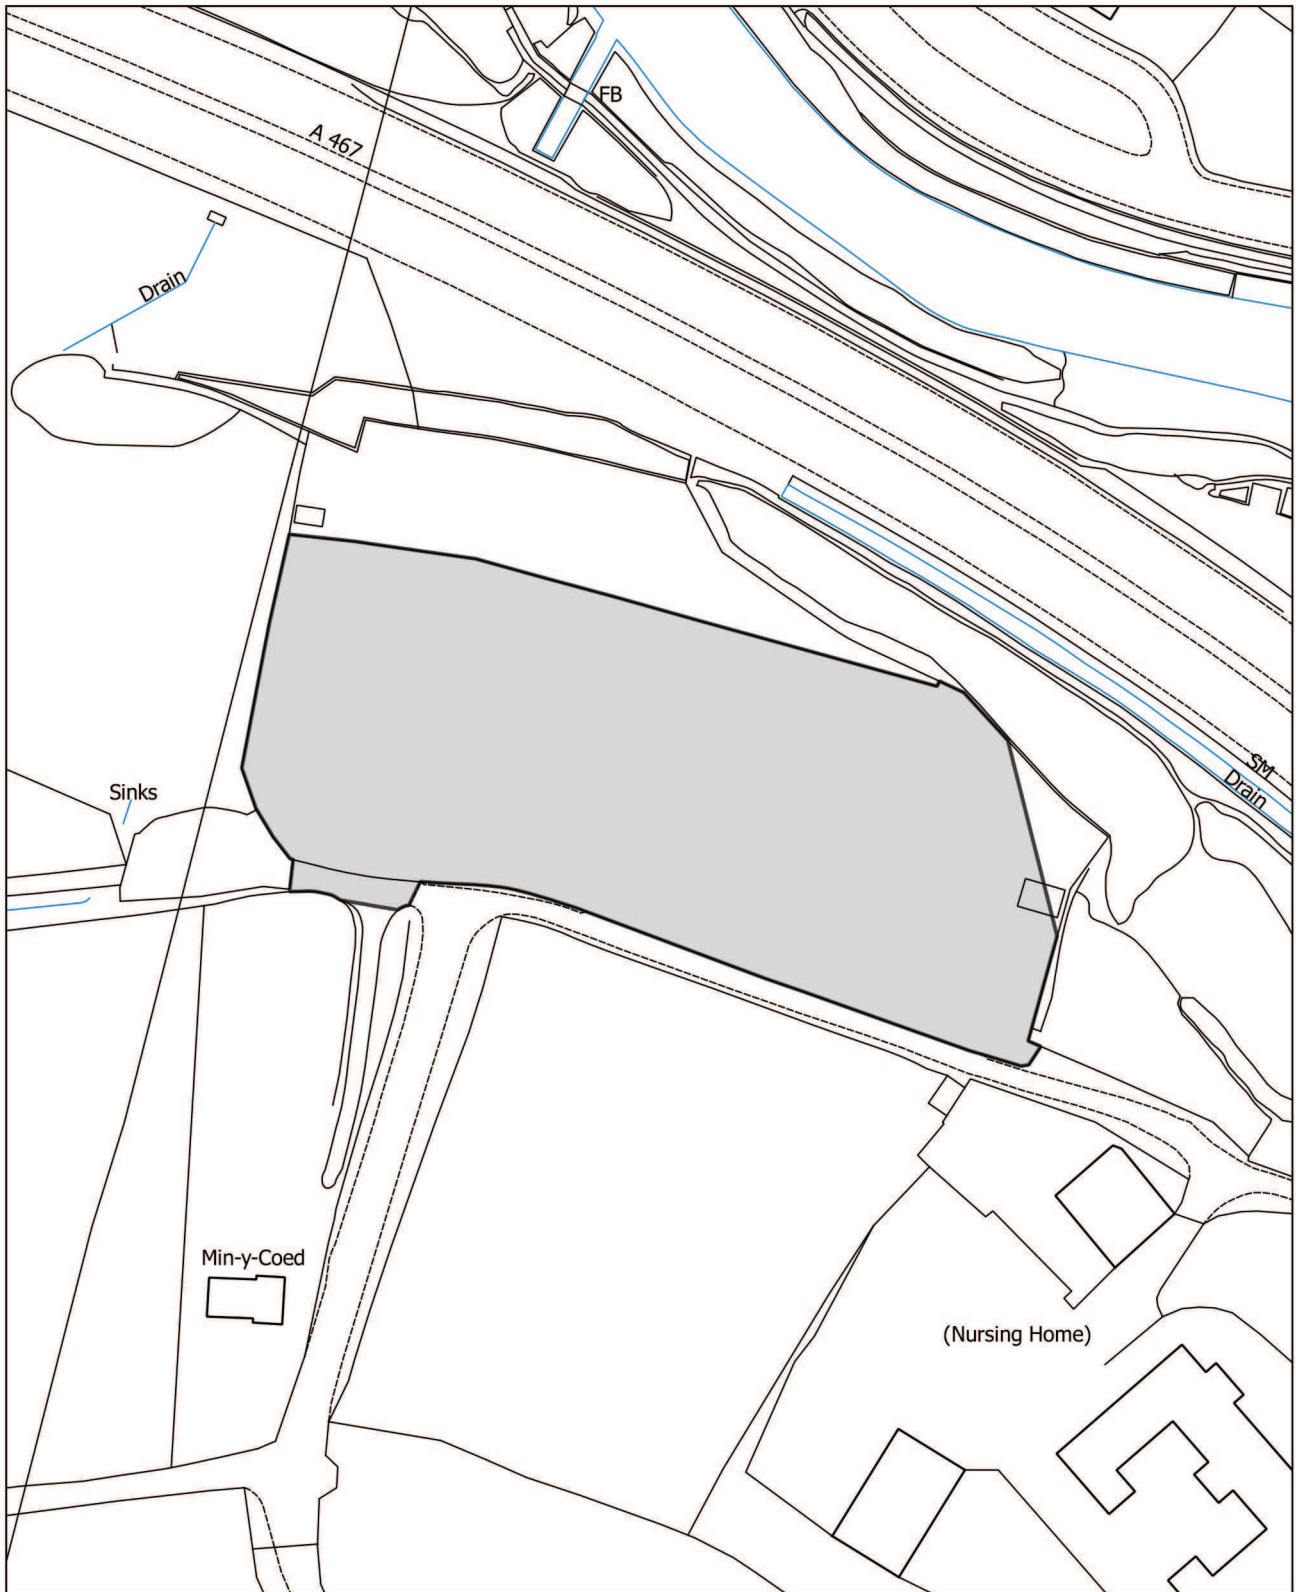 FB
A 467
Drain
SM
Drain
Sinks
Min-y-Coed
(Nursing Home)